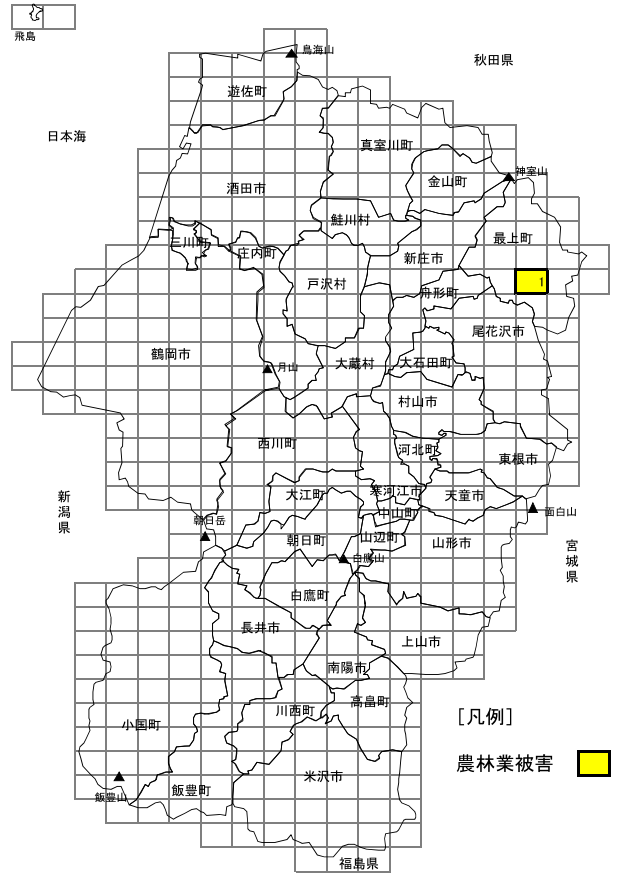 飛島
鳥海山
秋田県
遊佐町
日本海
真室川町
神室山
金山町
酒田市
鮭川村
最上町
三川町
庄内町
新庄市
戸沢村
1
舟形町
尾花沢市
鶴岡市
月山
大蔵村
大石田町
村山市
西川町
河北町
東根市
大江町
寒河江市
天童市
新潟県
朝日岳
中山町
面白山
朝日町
山辺町
山形市
宮城県
白鷹山
白鷹町
長井市
上山市
南陽市
高畠町
川西町
小国町
[凡例]
農林業被害
米沢市
飯豊山
飯豊町
福島県